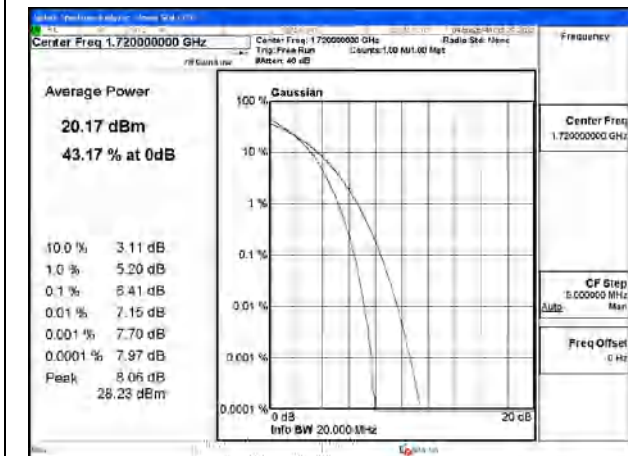 Center Freq 1.720000000 GHz
Center Freq: 1.720000000 GHz
Radio Std: None
Trig: Free Run
Counts: 1.00 M/1.00 Mpt
#Atten: 40 dB
Frequency
Average Power
20.17 dBm
43.17 % at 0dB
10.0 % 3.11 dB
1.0 % 5.20 dB
0.1 % 6.41 dB
0.01 % 7.15 dB
0.001 % 7.70 dB
0.0001 % 7.97 dB
Peak 8.06 dB
28.23 dBm
Gaussian
100 %
10 %
1 %
0.1 %
0.01 %
0.001 %
0.0001 %
0 dB
20 dB
Info BW 20.000 MHz
Center Freq
1.720000000 GHz
CF Step
5.000000 MHz
Auto Man
Freq Offset
0 Hz